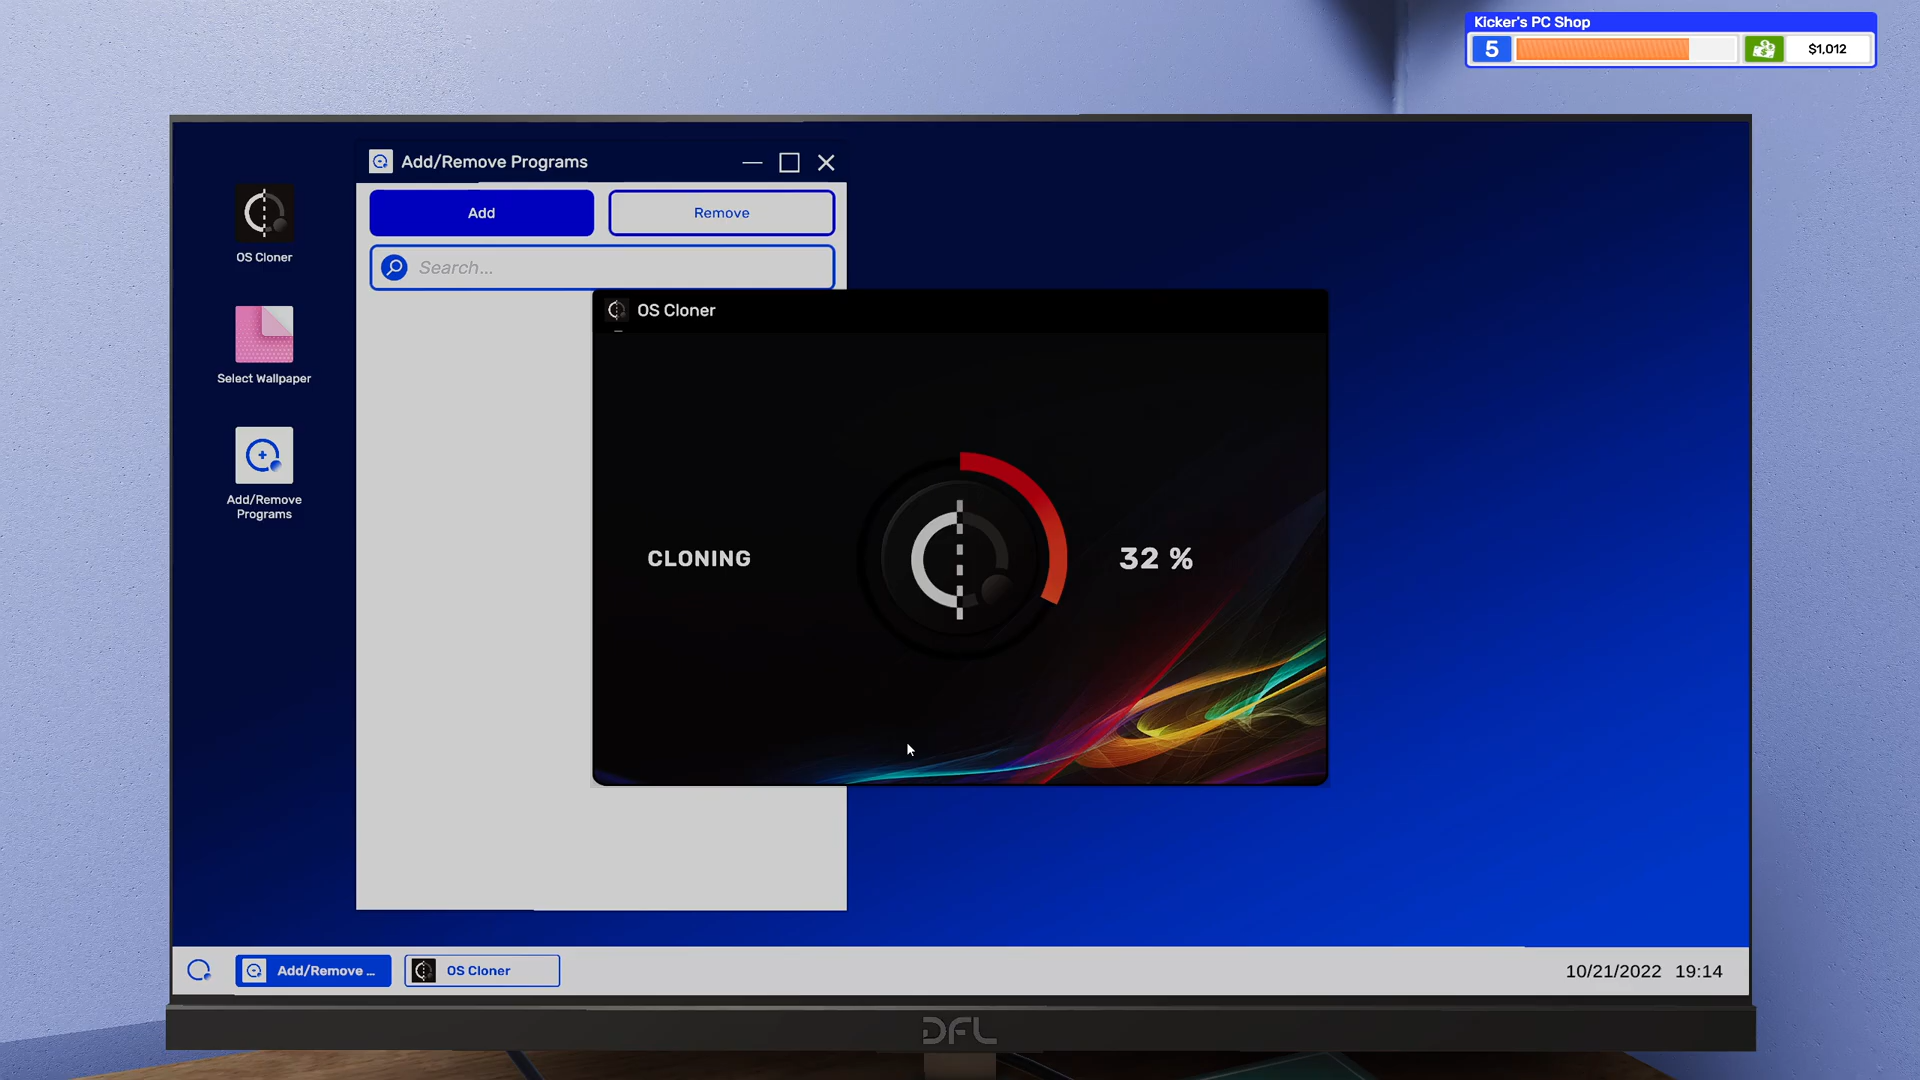 Kicker's PC Shop
5
$1,012
Add/Remove Programs
Add
Remove
Search...
OS Cloner
Select Wallpaper
Add/Remove
Programs
OS Cloner
CLONING
32 %
Add/Remove ...
OS Cloner
10/21/2022 19:14
DFL